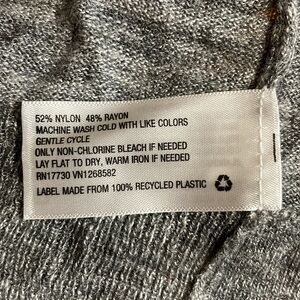 52% NYLON 48% RAYON
MACHINE WASH COLD WITH LIKE COLORS
GENTLE CYCLE
ONLY NON-CHLORINE BLEACH IF NEEDED
LAY FLAT TO DRY, WARM IRON IF NEEDED
RN17730 VN1268582
LABEL MADE FROM 100% RECYCLED PLASTIC